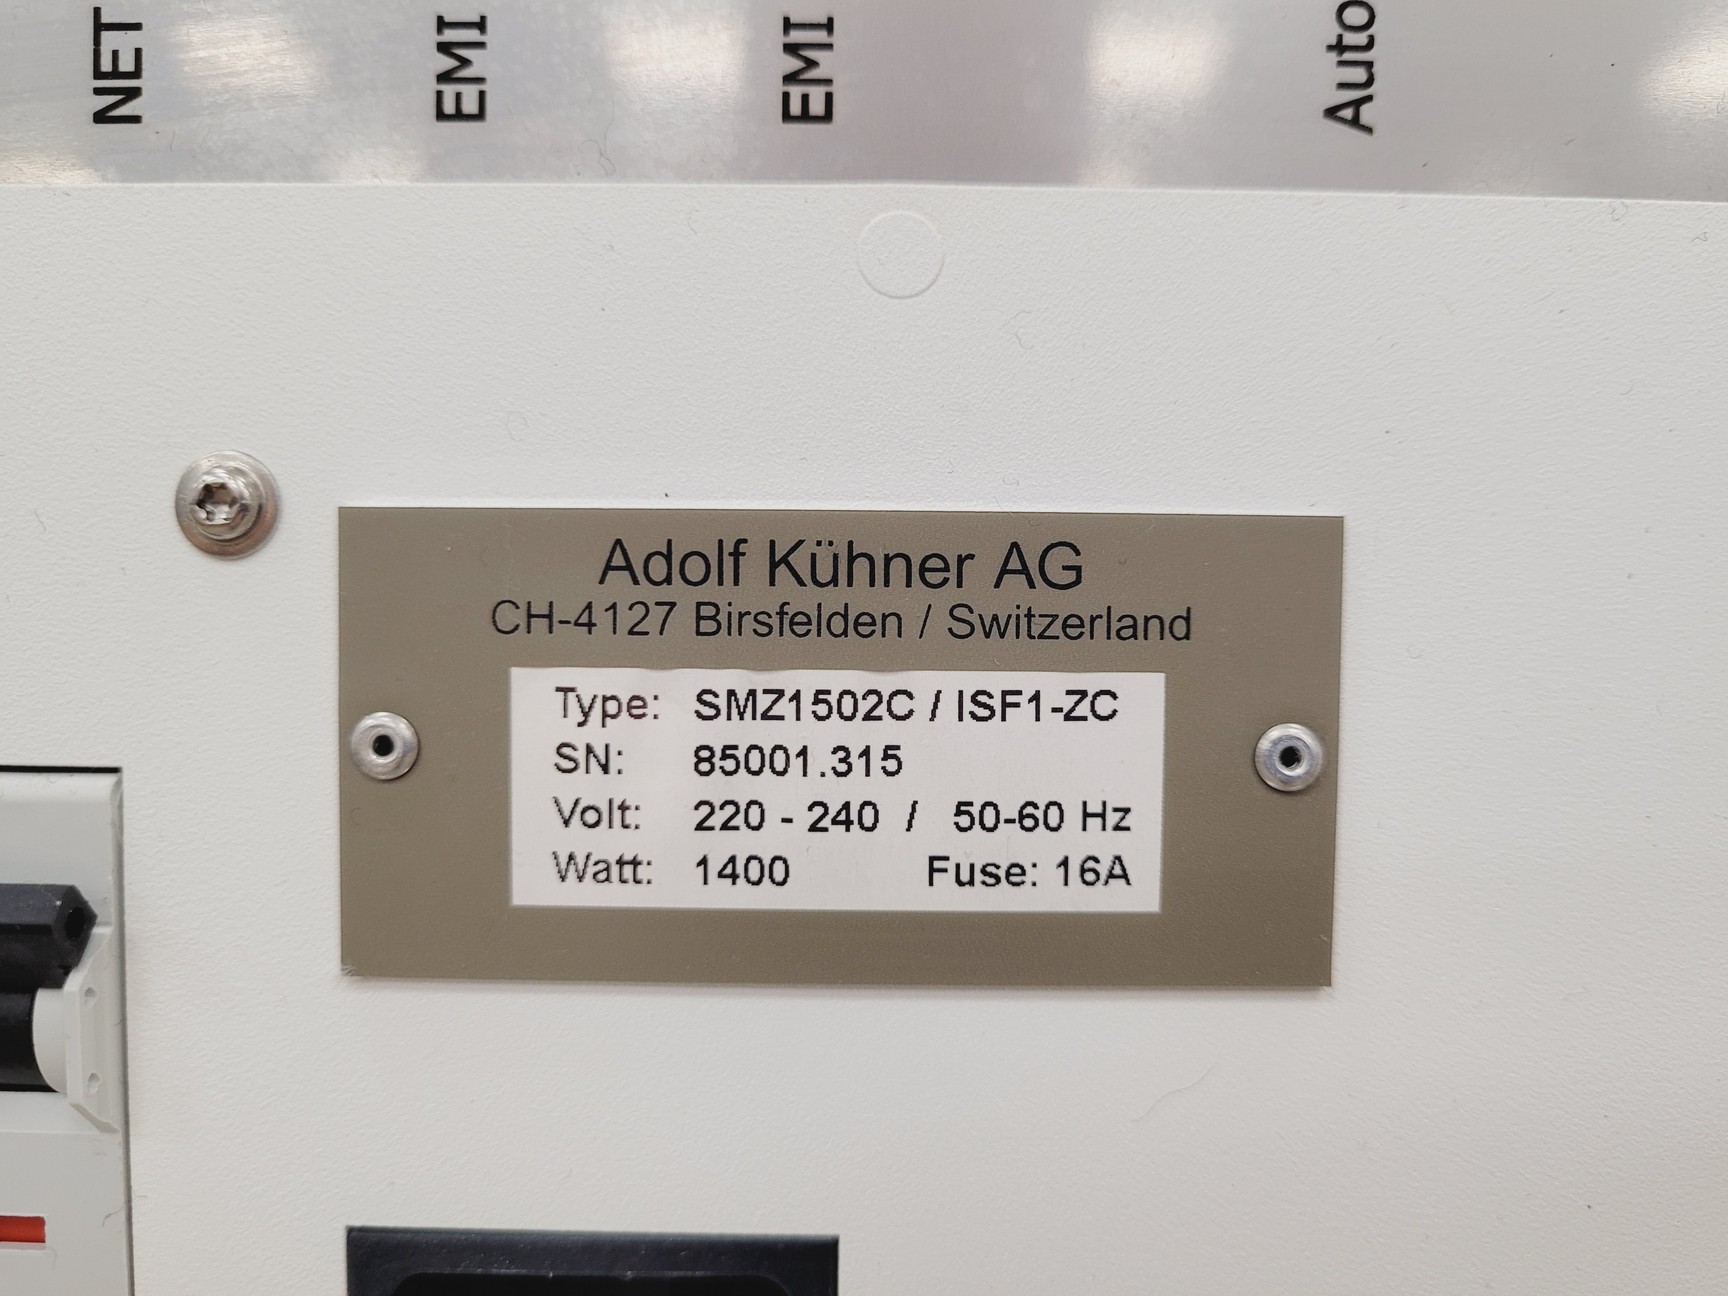 NET
EMI
EMI
Auto
Adolf Kühner AG
CH-4127 Birsfelden / Switzerland
Type: SMZ1502C / ISF1-ZC
SN: 85001.315
Volt: 220 - 240 / 50-60 Hz
Watt: 1400 Fuse: 16A